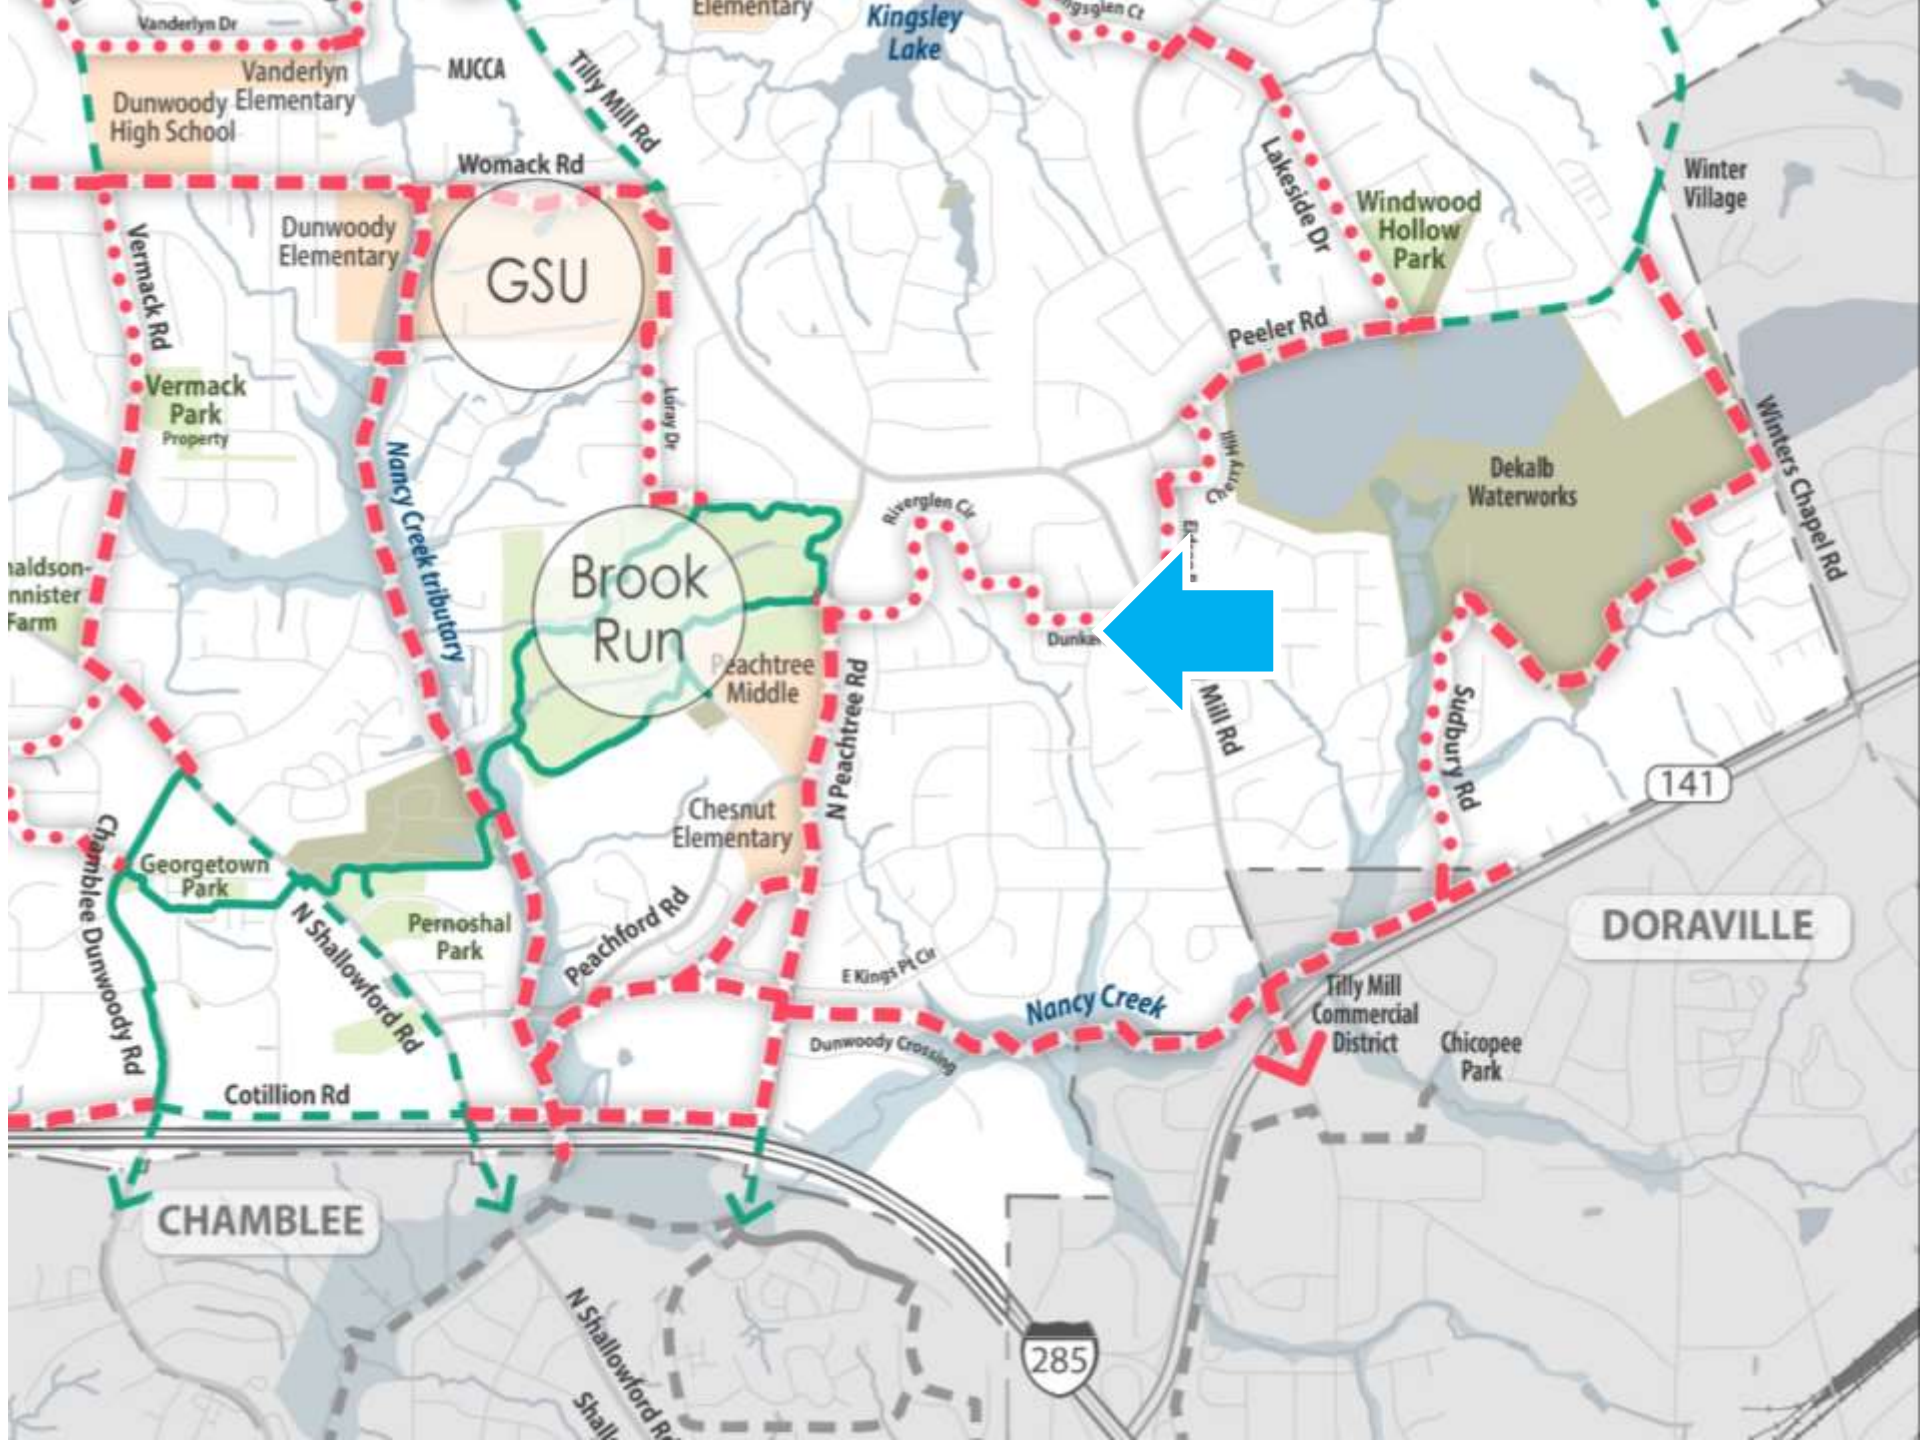 Elementary
Kingsley
Lake
Vanderlyn Dr
MJCCA
Vanderlyn
Elementary
Dunwoody
High School
Tilly Mill Rd
Womack Rd
Lakeside Dr
Windwood
Hollow
Park
Winter
Village
Dunwoody
Elementary
GSU
Vermack Rd
Peeler Rd
Vermack
Park
Property
Loray Dr
Cherry Hill
Winters Chapel Rd
Dekalb
Waterworks
Nancy Creek tributary
Riverglen Cir
Brook
Run
Farm
Peachtree
Middle
N Peachtree Rd
Mill Rd
Sudbury Rd
141
Chesnut
Elementary
Chamblee Dunwoody Rd
Georgetown
Park
N Shallowford Rd
Pernoshal
Park
Peachford Rd
E Kings Pt Cir
DORAVILLE
Nancy Creek
Tilly Mill
Commercial
District
Chicopee
Park
Dunwoody Crossing
Cotillion Rd
CHAMBLEE
N Shallowford Rd
285